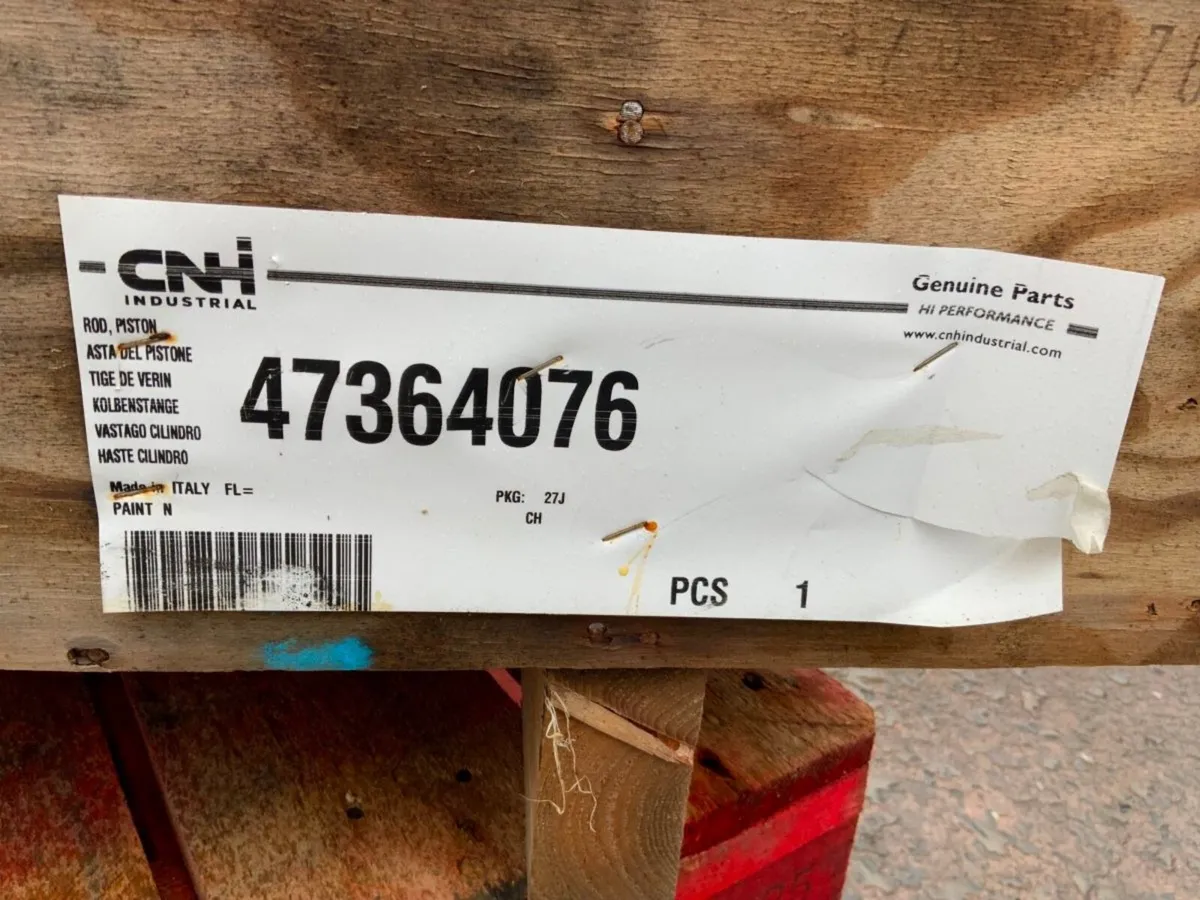 CNH
INDUSTRIAL
Genuine Parts
HI PERFORMANCE
www.cnhindustrial.com
ROD, PISTON
ASTA DEL PISTONE
TIGE DE VERIN
KOLBENSTANGE
VASTAGO CILINDRO
HASTE CILINDRO
47364076
Made in ITALY FL=
PAINT N
PKG: 27J
CH
PCS 1